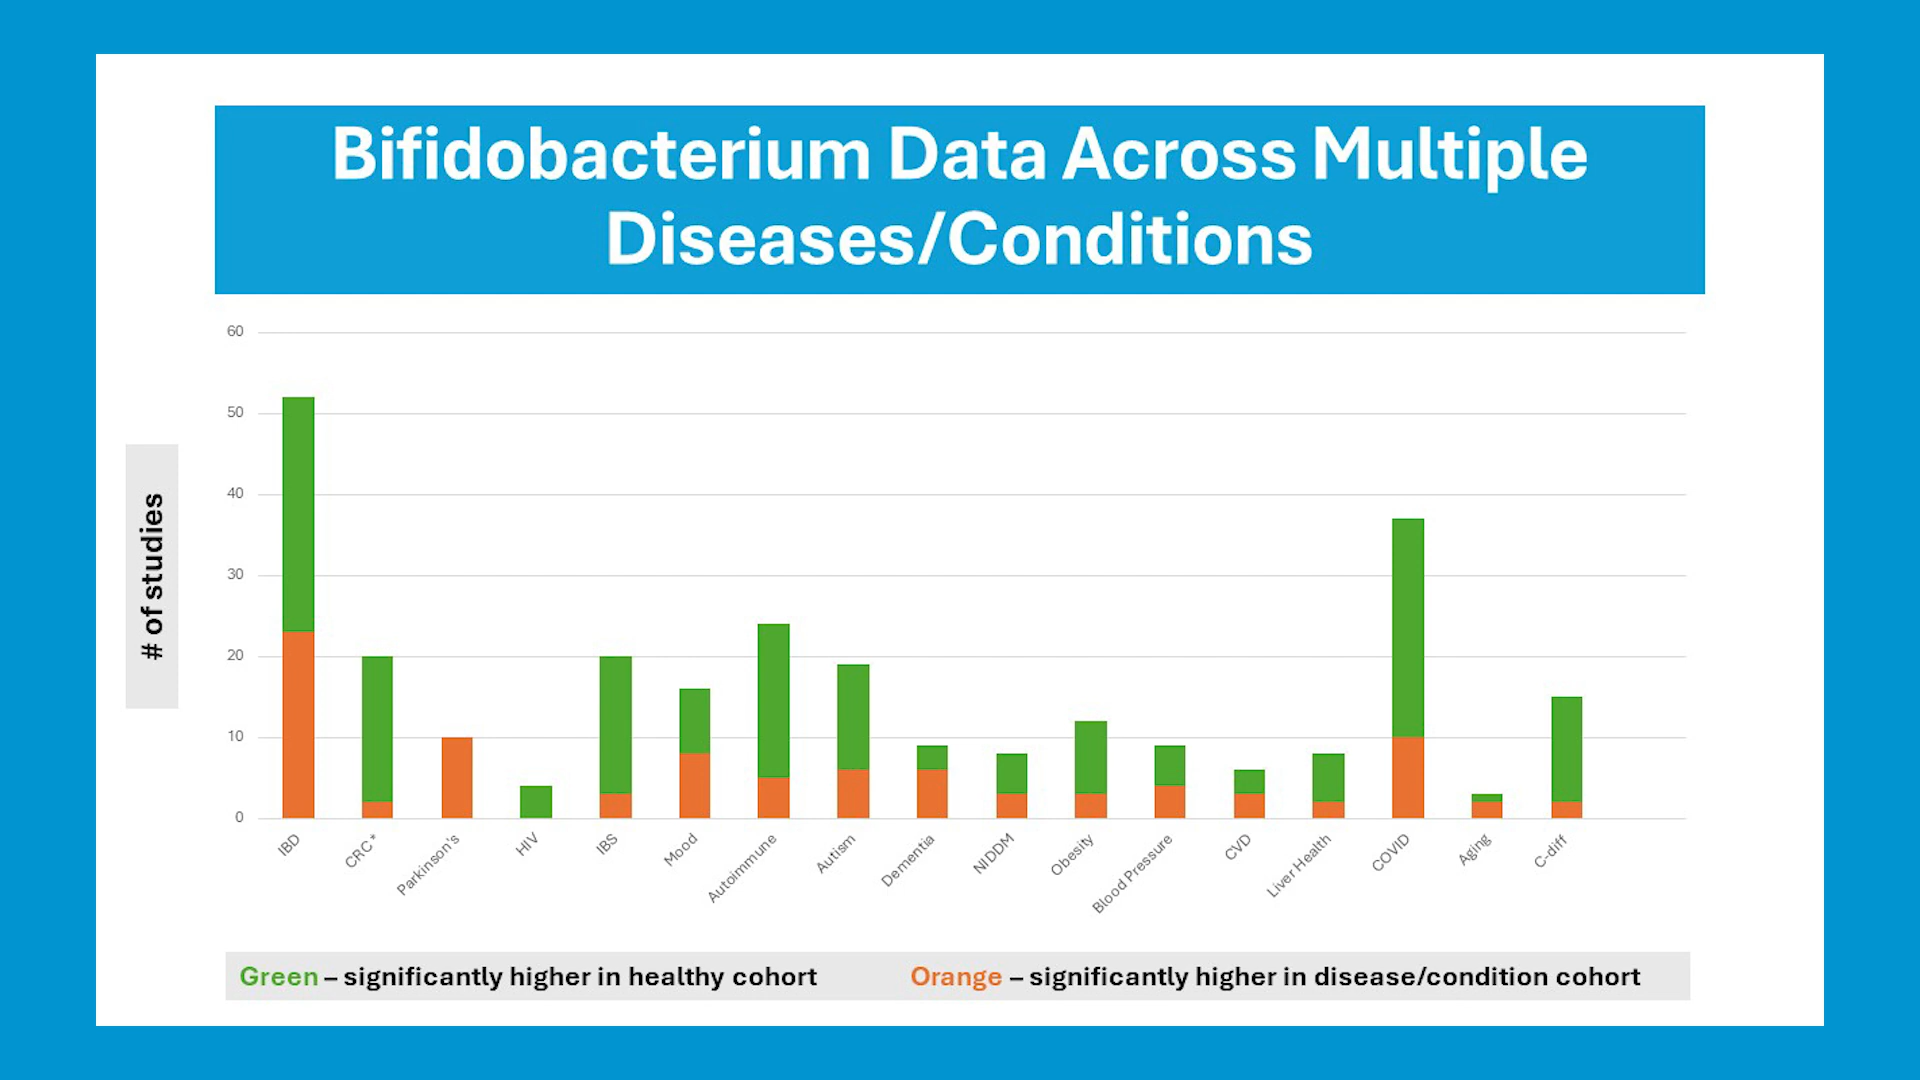 Bifidobacterium Data Across Multiple
Diseases/Conditions
# of studies
60
50
40
30
20
10
0
IBD
CRC*
Parkinson's
HIV
IBS
Mood
Autoimmune
Autism
Dementia
NIDDM
Obesity
Blood Pressure
CVD
Liver Health
COVID
Aging
C-diff
Green – significantly higher in healthy cohort
Orange – significantly higher in disease/condition cohort